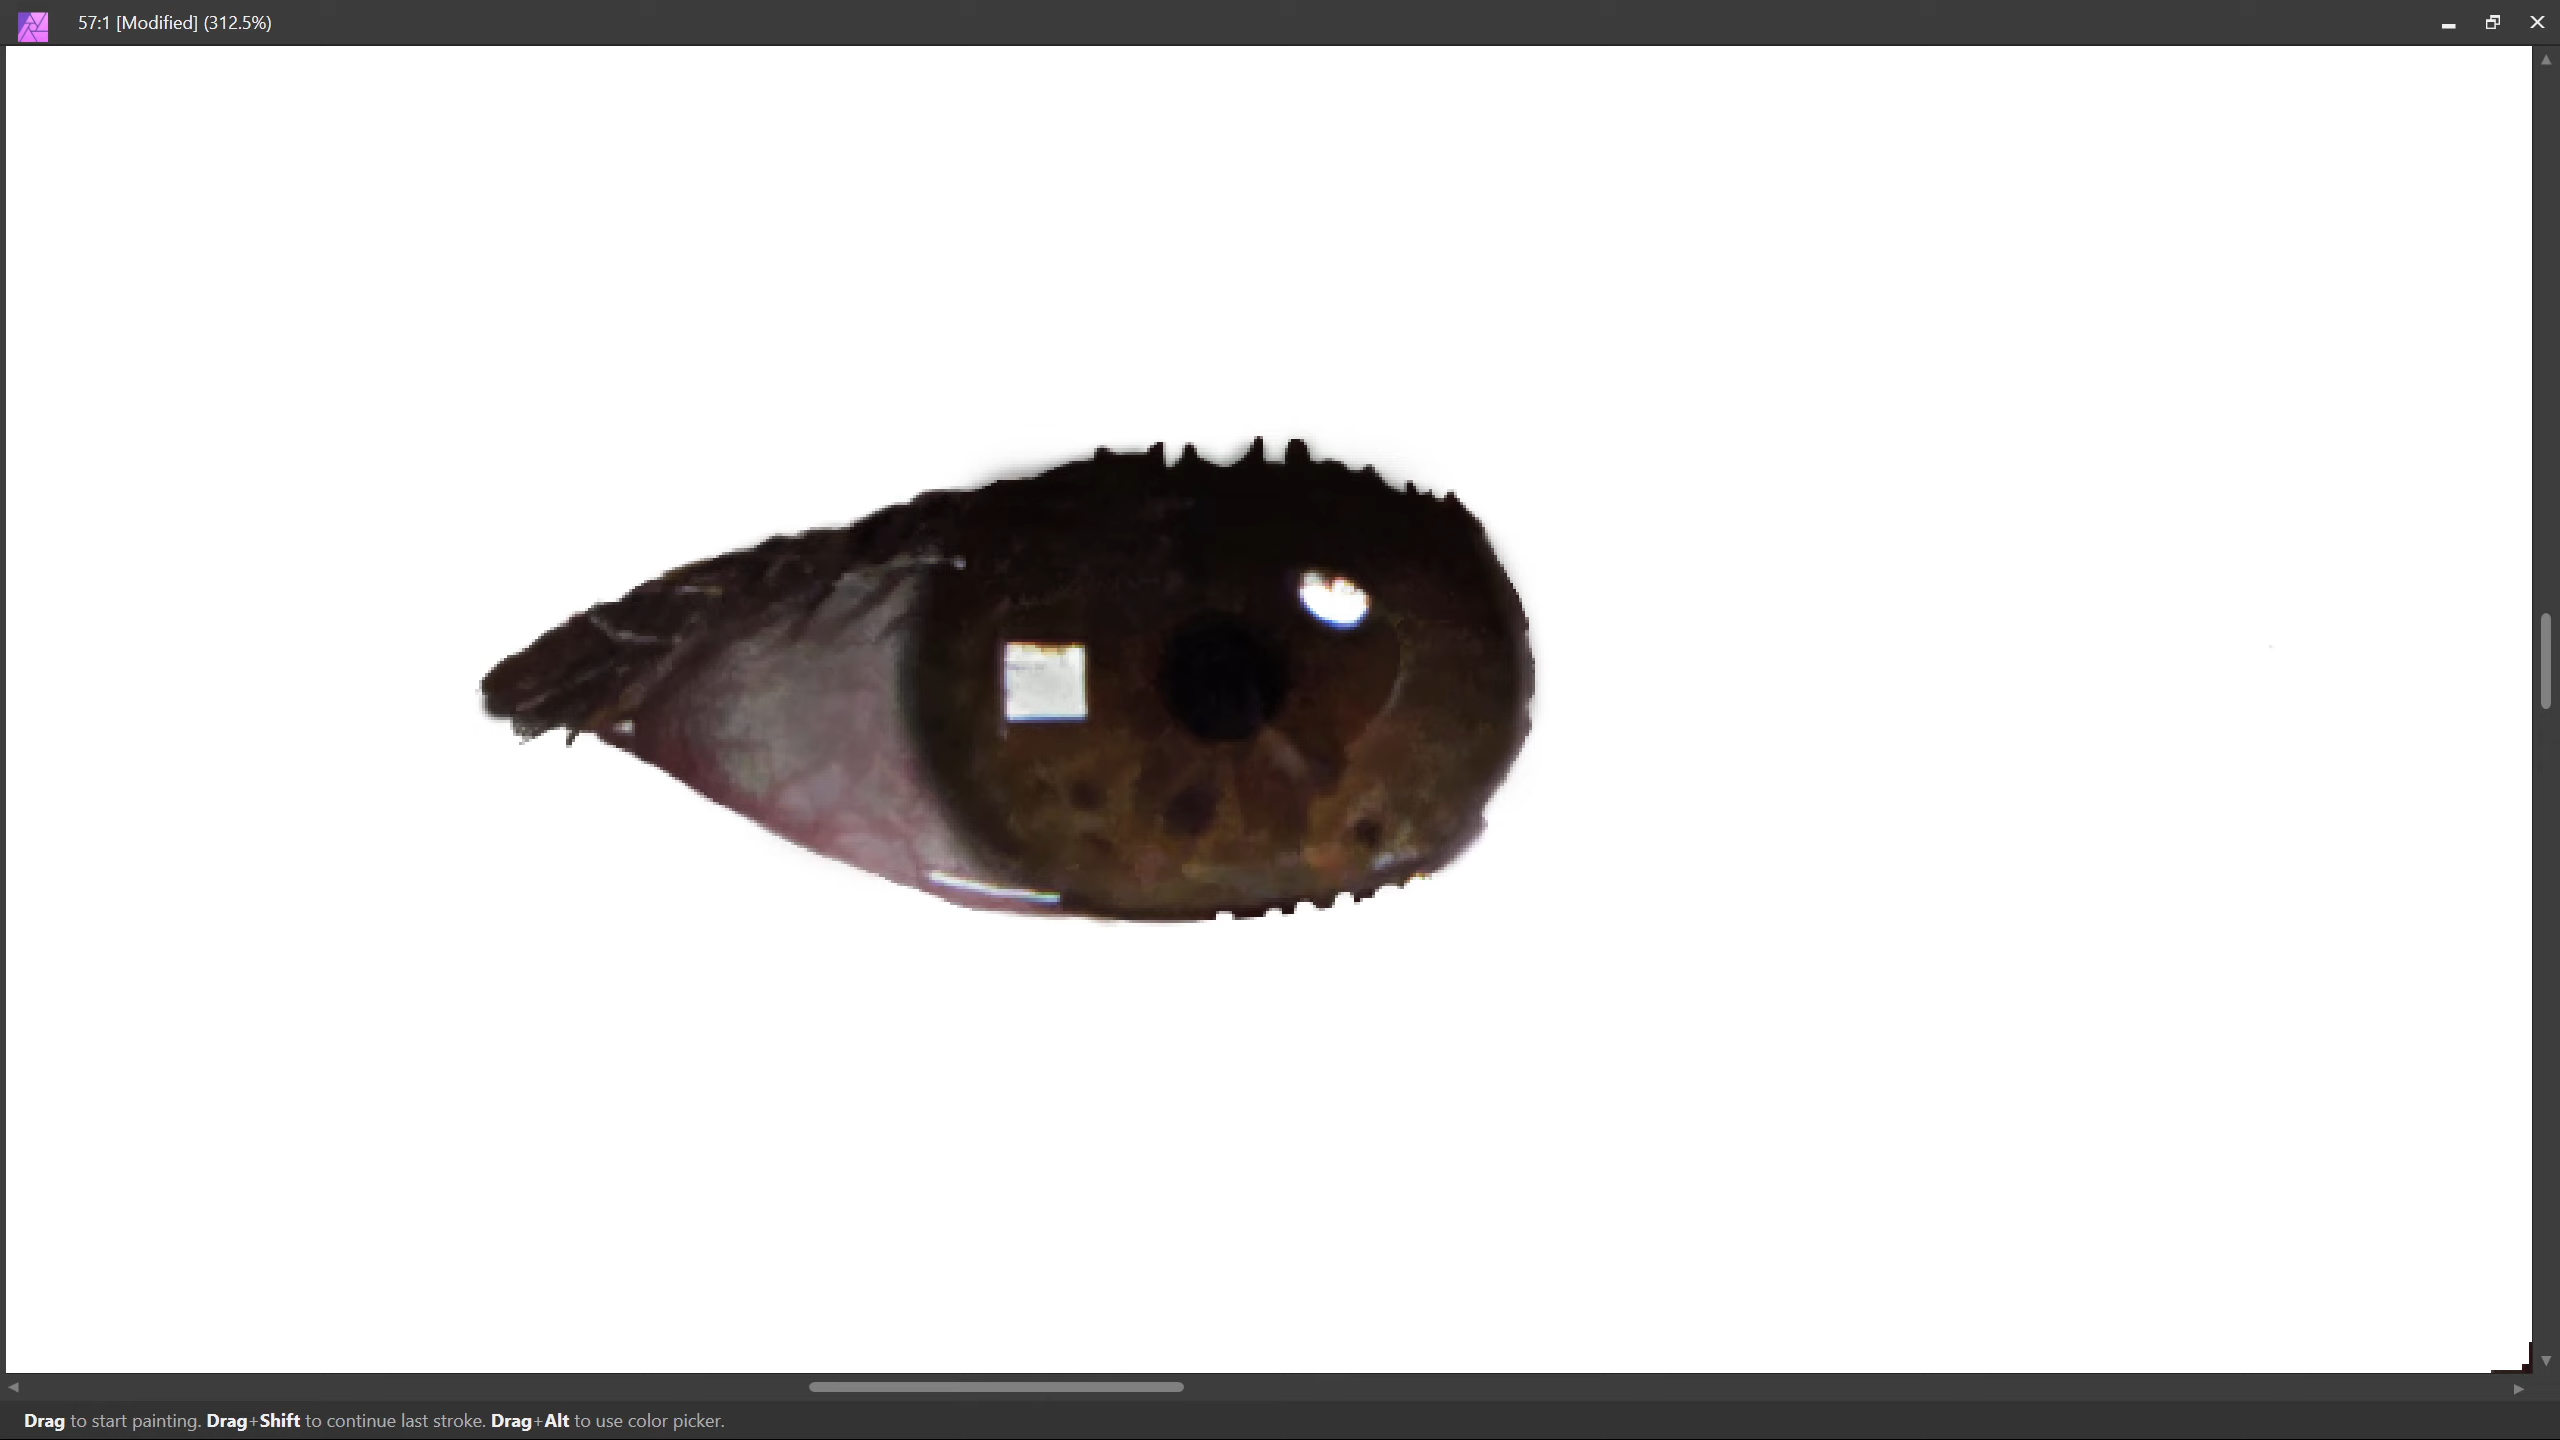 57:1 [Modified] (312.5%)
Drag to start painting. Drag+Shift to continue last stroke. Drag+Alt to use color picker.